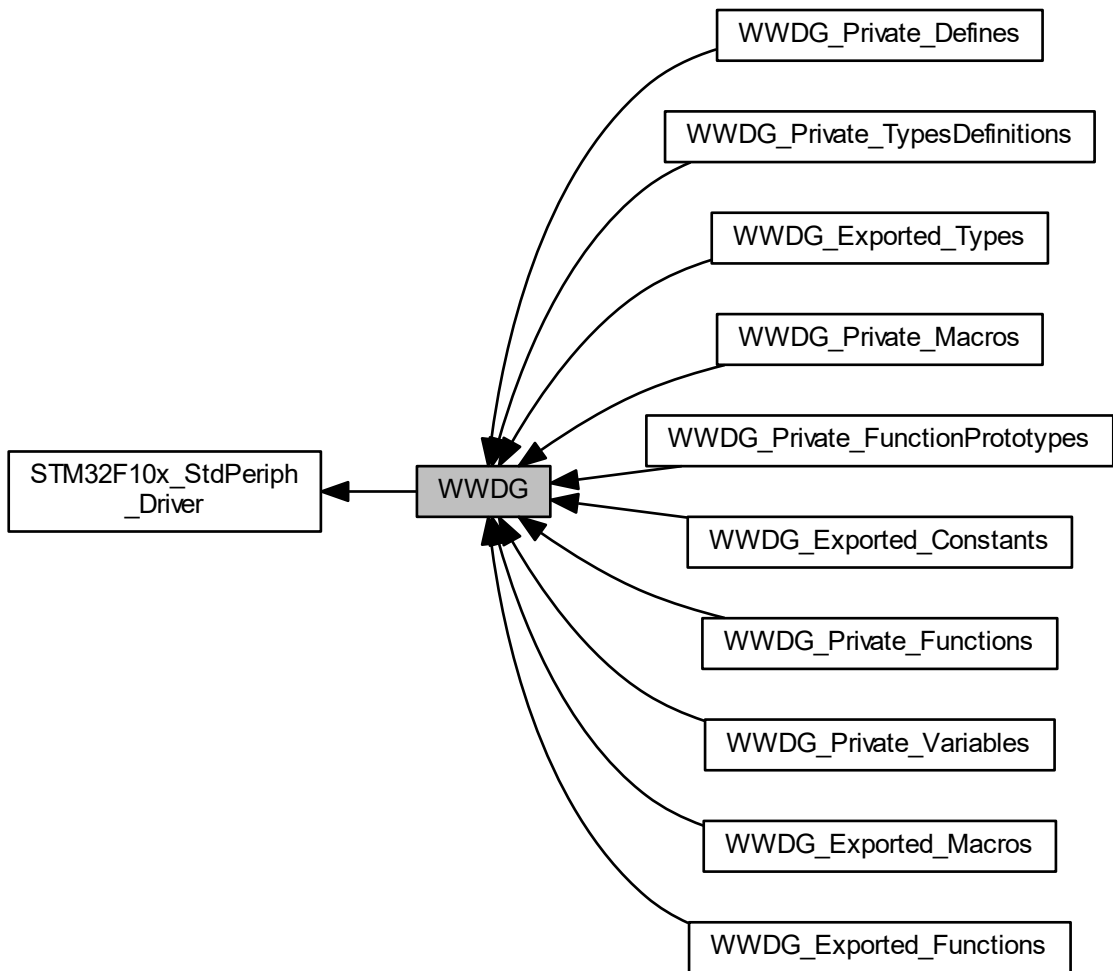 WWDG_Private_Defines
WWDG_Private_TypesDefinitions
WWDG_Exported_Types
WWDG_Private_Macros
WWDG_Private_FunctionPrototypes
STM32F10x_StdPeriph
_Driver
WWDG
WWDG_Exported_Constants
WWDG_Private_Functions
WWDG_Private_Variables
WWDG_Exported_Macros
WWDG_Exported_Functions